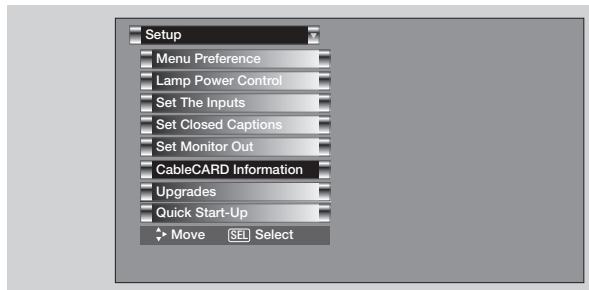 Setup
Menu Preference
Lamp Power Control
Set The Inputs
Set Closed Captions
Set Monitor Out
CableCARD Information
Upgrades
Quick Start-Up
Move SEL Select